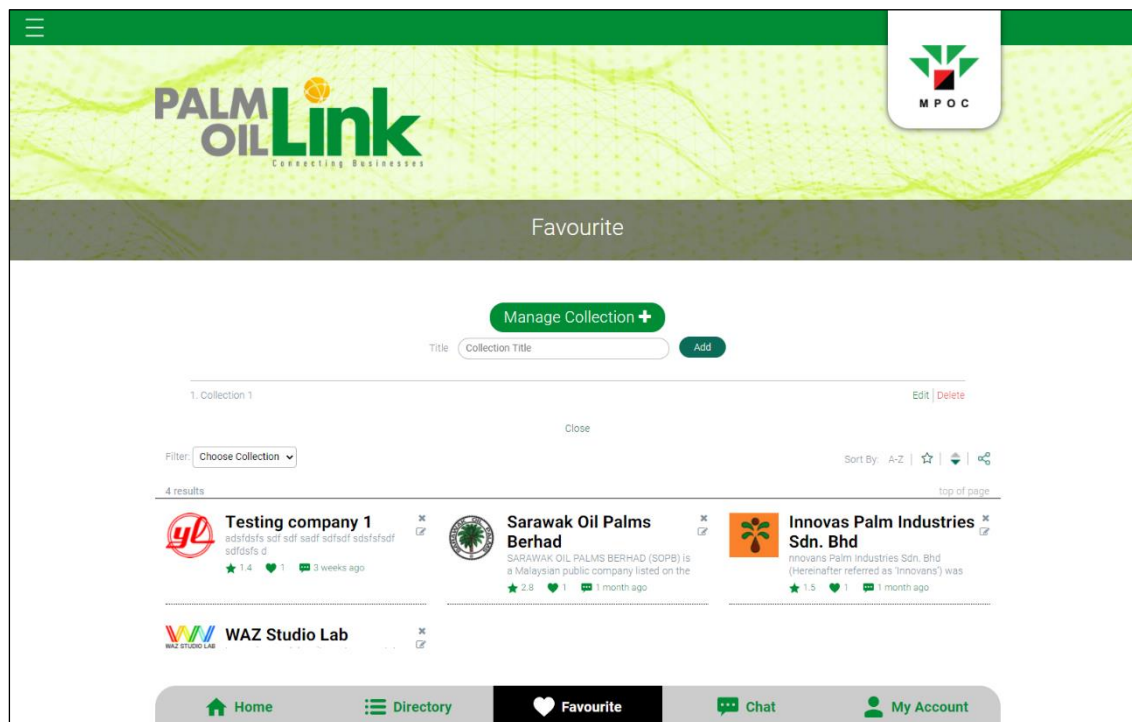 MPOC
PALM
OIL Link
Connecting Businesses
Favourite
Manage Collection
Title Collection Title Add
1. Collection 1 Edit | Delete
Close
Filter: Choose Collection Sort By: A-Z
4 results top of page
yl
Testing company 1
adsfdsfs sdf sdf sadf sdfsdf sdsfsfsdf
sdfdsfs d
1.4 1 3 weeks ago
Sarawak Oil Palms
Berhad
SARAWAK OIL PALMS BERHAD (SOPB) is
a Malaysian public company listed on the
2.8 1 1 month ago
Innovas Palm Industries
Sdn. Bhd
nnovans Palm Industries Sdn. Bhd
(Hereinafter referred as 'Innovans') was
1.5 1 1 month ago
WAZ STUDIO LAB
WAZ Studio Lab
Home Directory Favourite Chat My Account